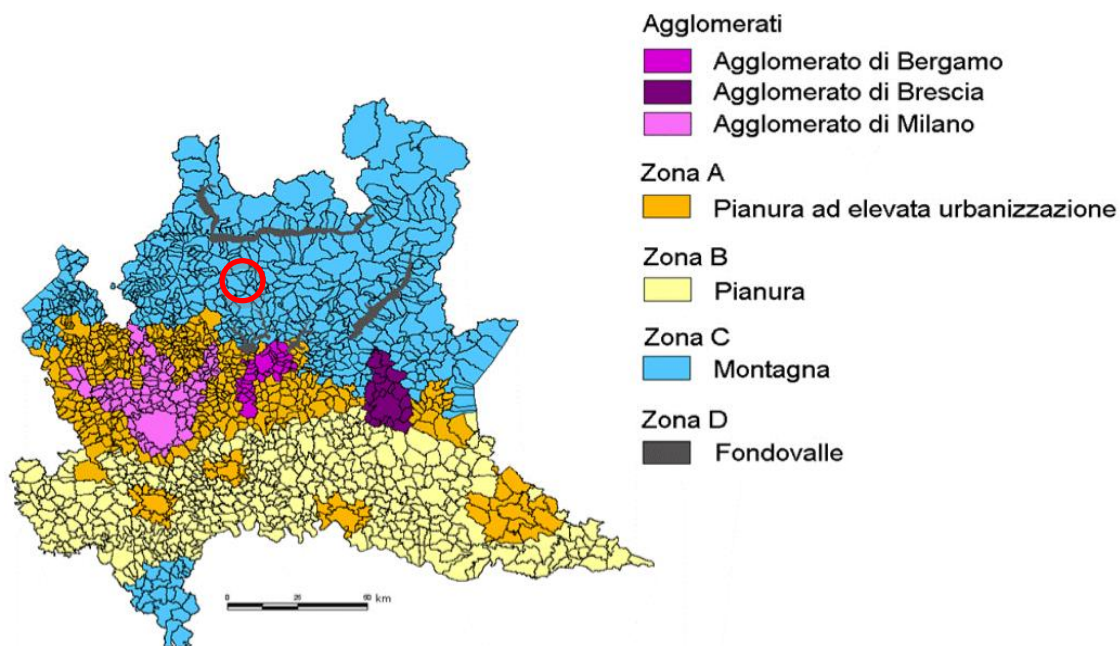 Agglomerati
Agglomerato di Bergamo
Agglomerato di Brescia
Agglomerato di Milano
Zona A
Pianura ad elevata urbanizzazione
Zona B
Pianura
Zona C
Montagna
Zona D
Fondovalle
0 25 50 km